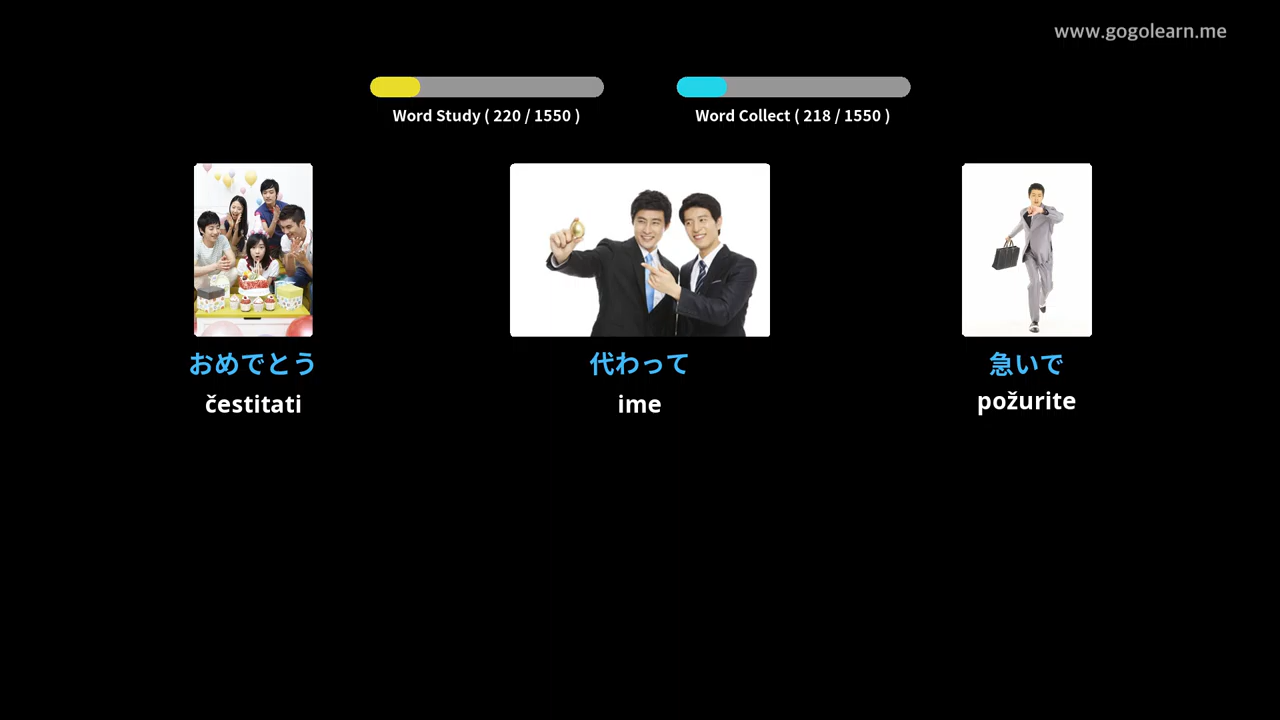 www.gogolearn.me
Word Study ( 220 / 1550 )
Word Collect ( 218 / 1550 )
おめでとう
代わって
急いで
čestitati
ime
požurite